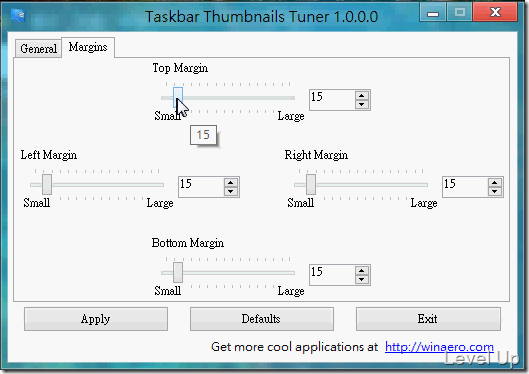 Taskbar Thumbnails Tuner 1.0.0.0
General Margins
Top Margin
15
Small Large
15
Left Margin
15
Small Large
Right Margin
15
Small Large
Bottom Margin
15
Small Large
Apply Defaults Exit
Get more cool applications at http://winaero.com
Level Up